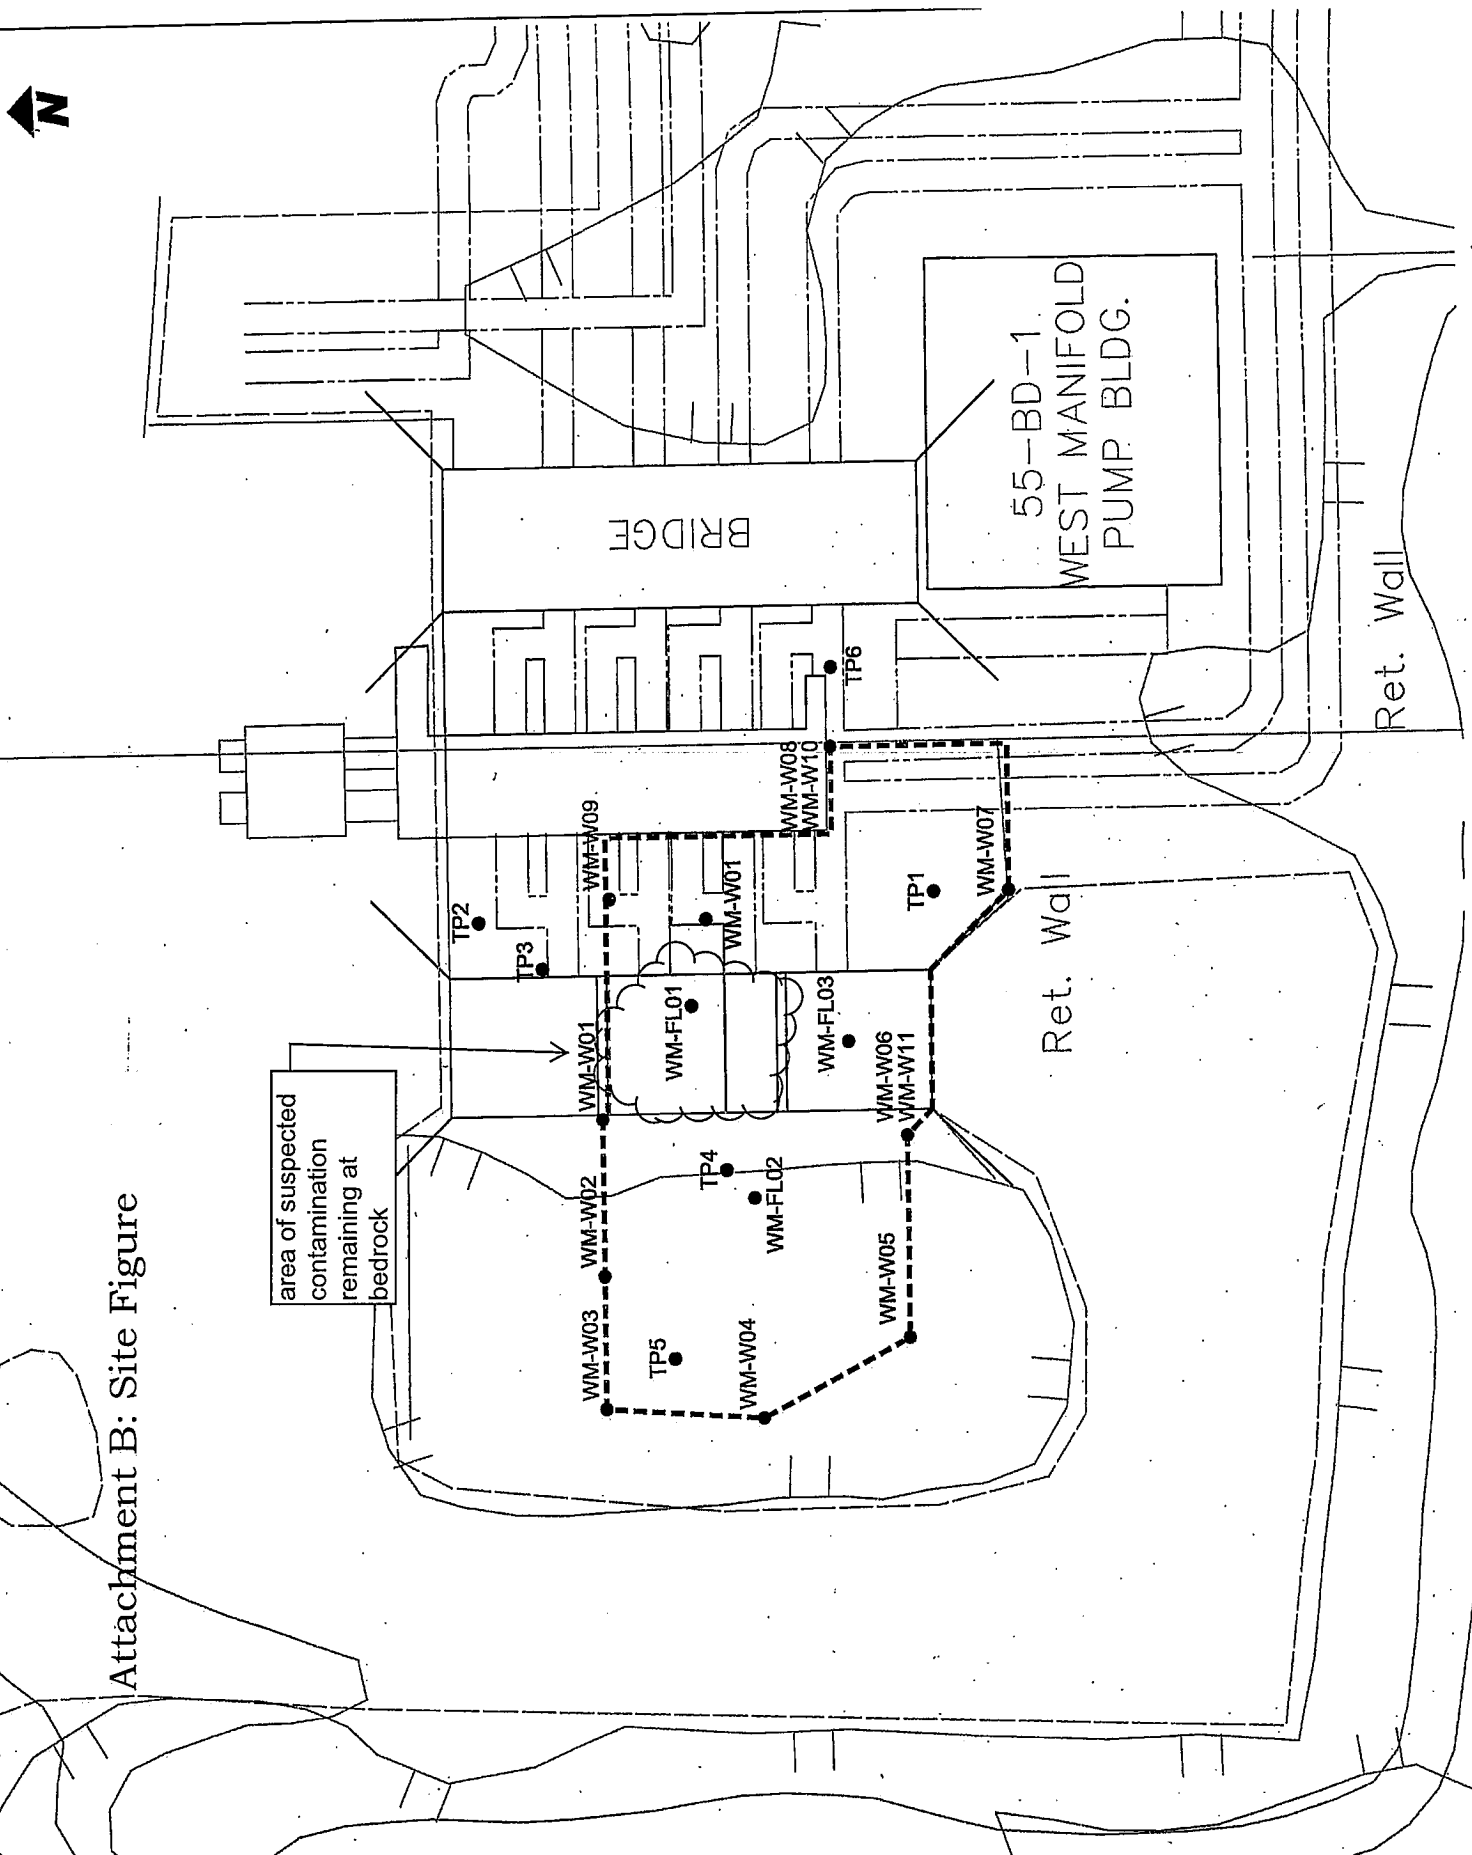 Attachment B: Site Figure
N
area of suspected
contamination
remaining at
bedrock
BRIDGE
55-BD-1
WEST MANIFOLD
PUMP BLDG.
Ret. Wall
Ret. Wall
TP2
TP3
WM-W09
WM-W01
WM-W08
WM-W10
TP6
TP1
WM-W07
WM-W01
WM-FL01
WM-FL03
WM-W06
WM-W11
WM-W02
TP4
WM-FL02
WM-W03
TP5
WM-W04
WM-W05